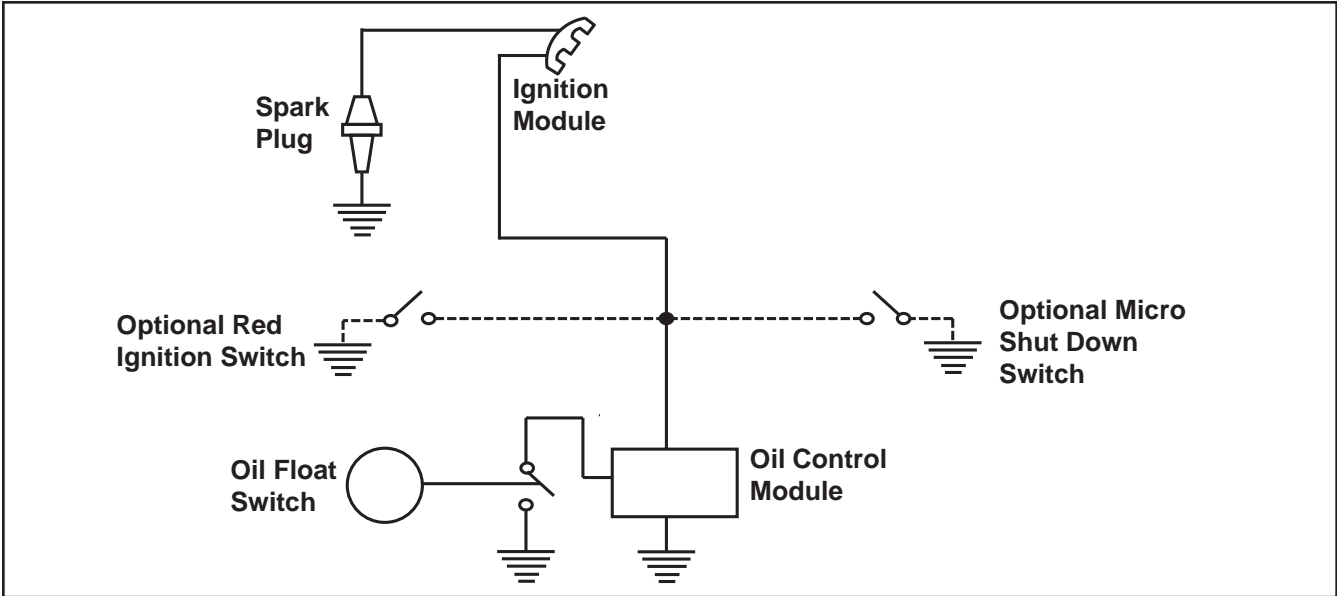 Spark
Plug
Ignition
Module
Optional Red
Ignition Switch
Optional Micro
Shut Down
Switch
Oil Float
Switch
Oil Control
Module